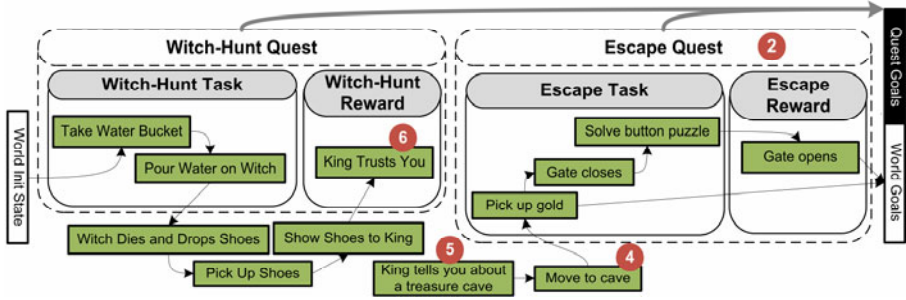 Witch-Hunt Quest
Escape Quest
2
Quest Goals
Witch-Hunt Task
Witch-Hunt
Reward
Escape Task
Escape
Reward
World Init State
Take Water Bucket
6
Solve button puzzle
Pour Water on Witch
King Trusts You
Gate closes
Gate opens
World Goals
Pick up gold
Witch Dies and Drops Shoes
Show Shoes to King
5
4
Pick Up Shoes
King tells you about
a treasure cave
Move to cave